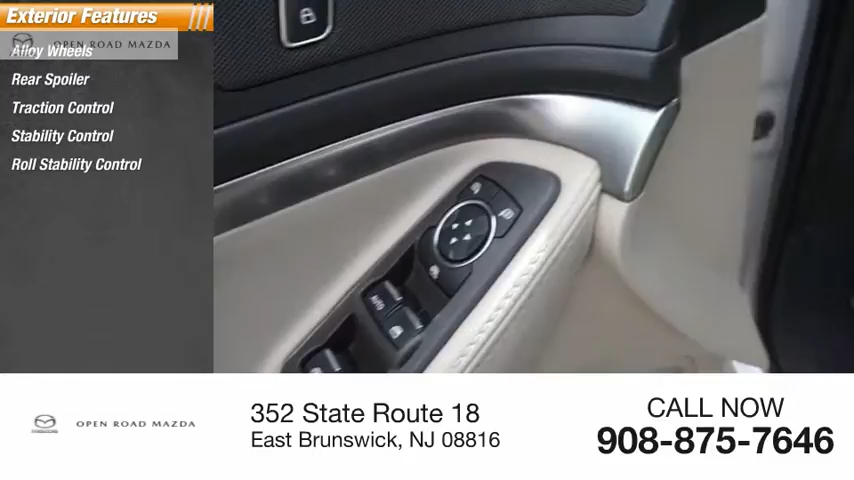 Exterior Features
OPEN ROAD MAZDA
Alloy Wheels
Rear Spoiler
Traction Control
Stability Control
Roll Stability Control
AUTO
OPEN ROAD MAZDA
352 State Route 18
East Brunswick, NJ 08816
CALL NOW
908-875-7646